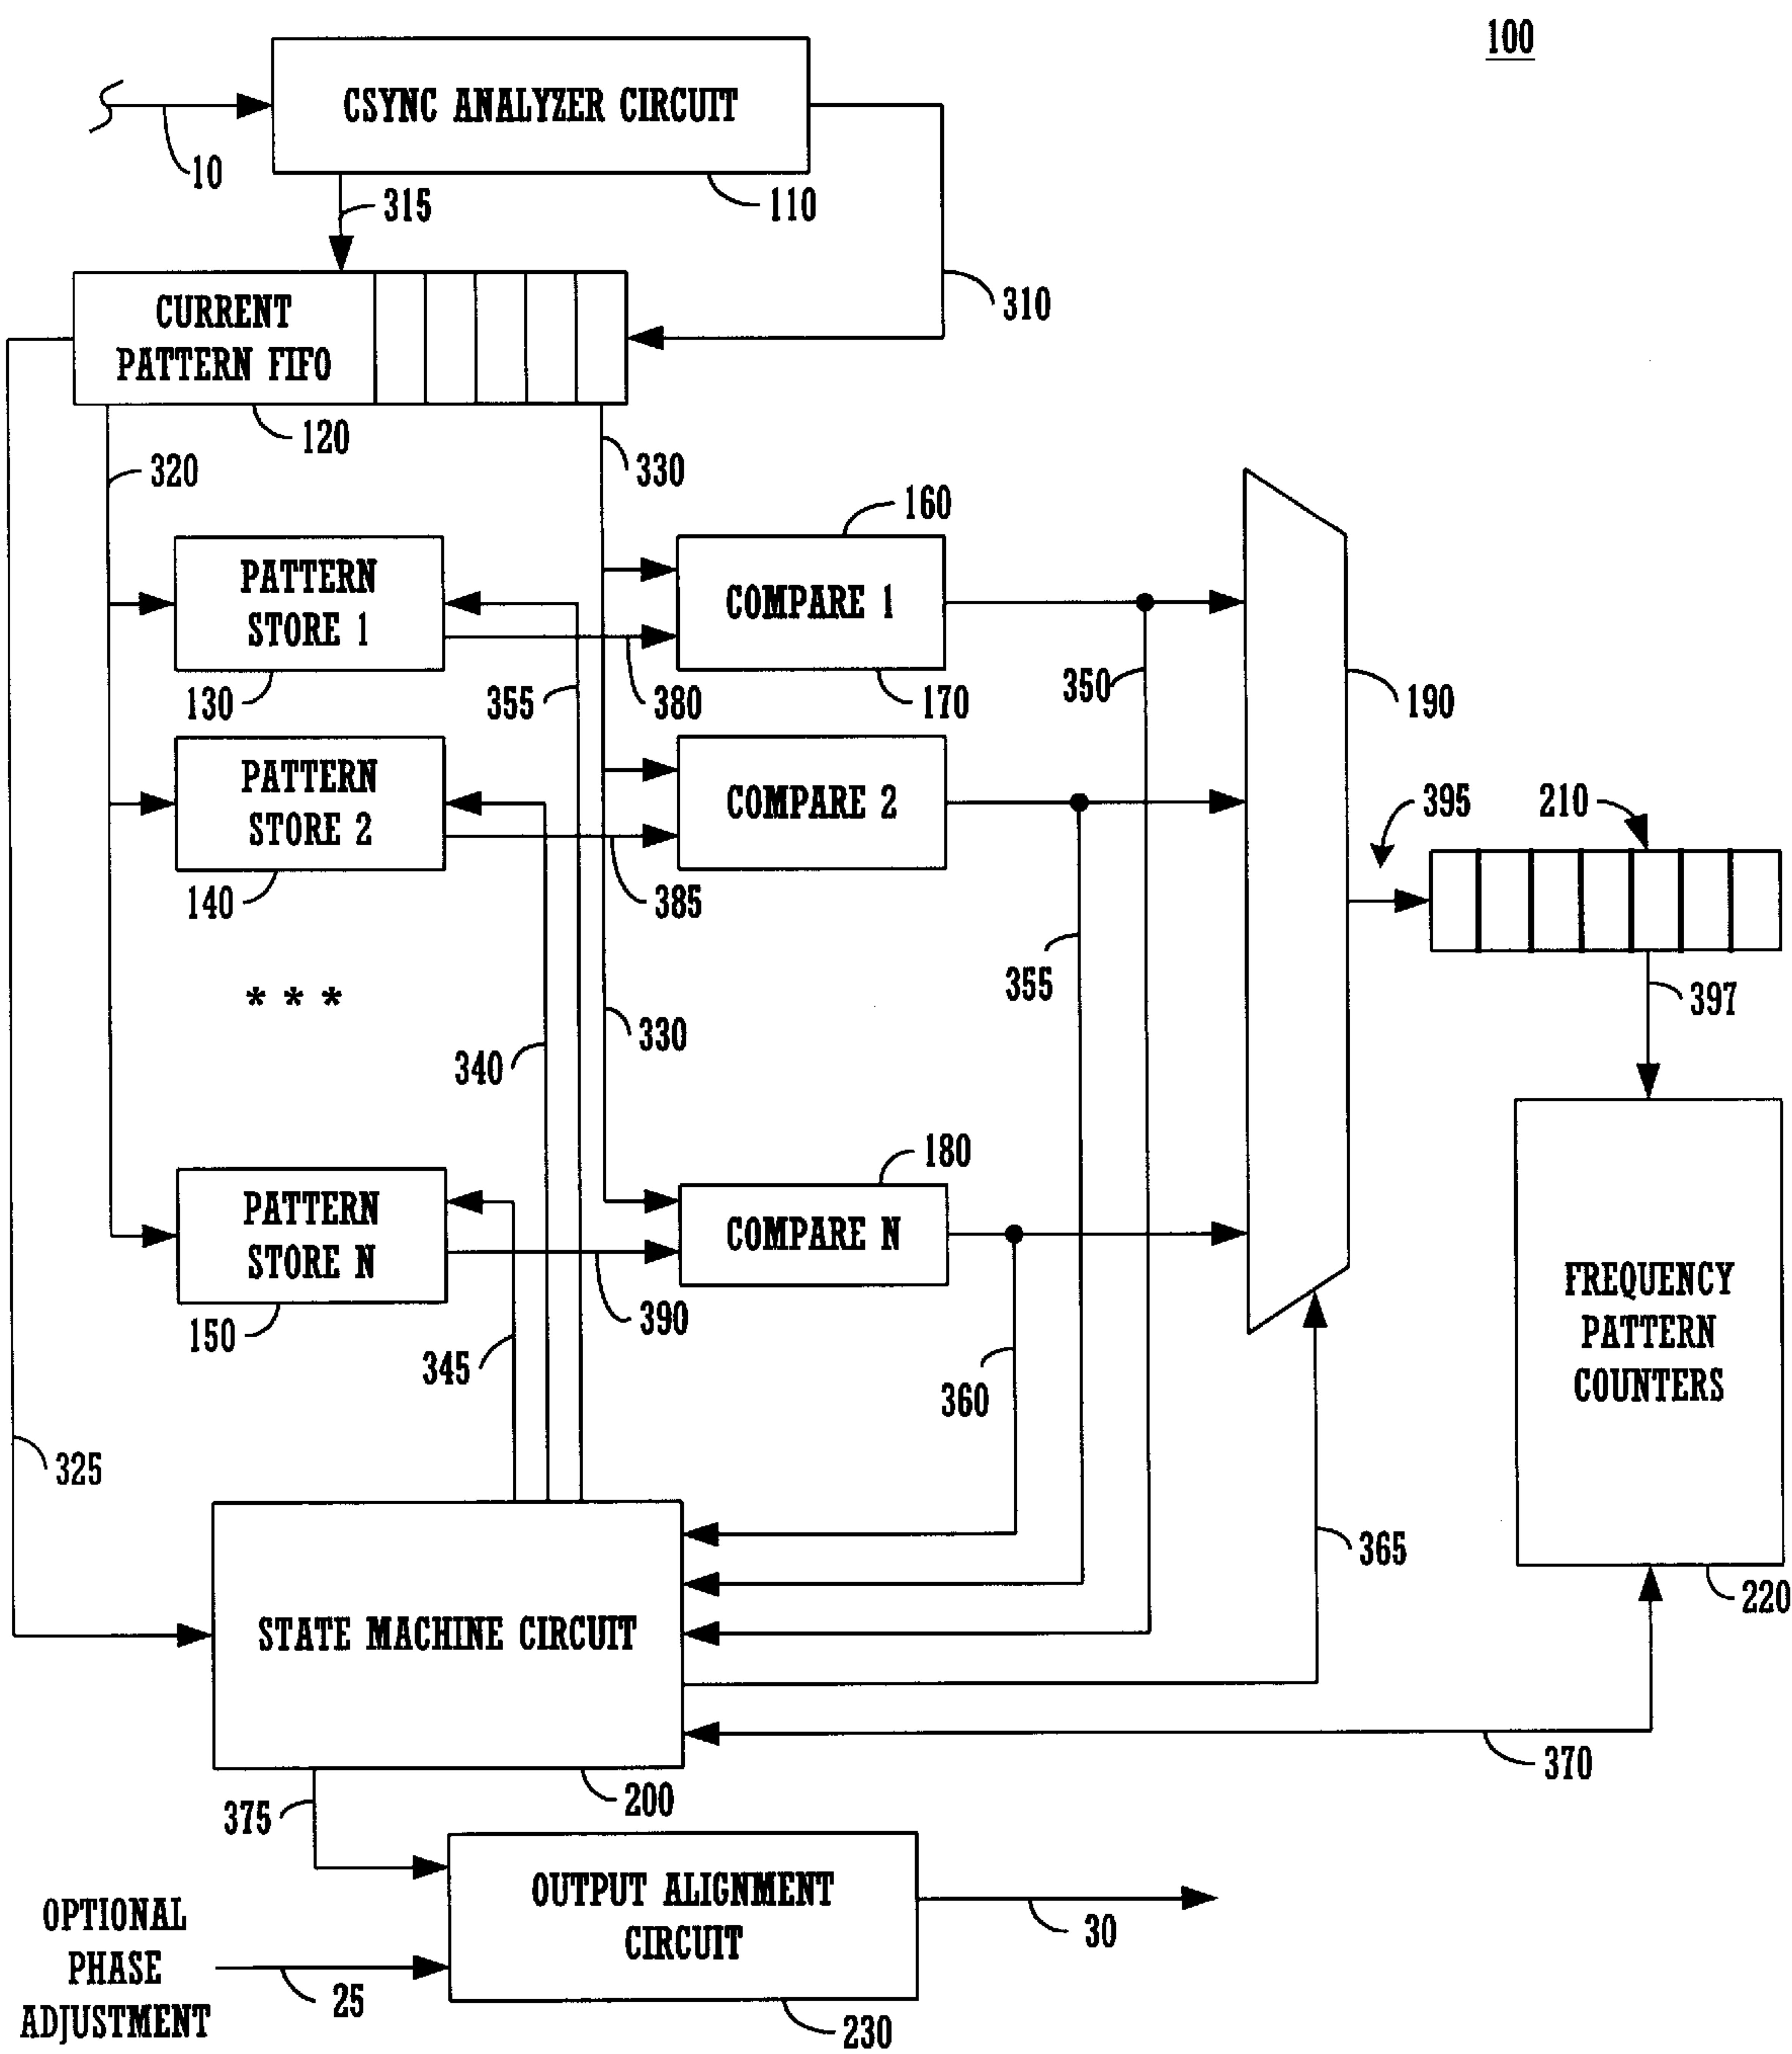 100
CSYNC ANALYZER CIRCUIT
10
315
110
310
CURRENT
PATTERN FIFO
120
320
330
160
PATTERN
STORE 1
COMPARE 1
130
355
380
170
350
190
PATTERN
STORE 2
COMPARE 2
140
385
395
210
355
397
* * *
330
340
180
PATTERN
STORE N
COMPARE N
150
390
345
360
FREQUENCY
PATTERN
COUNTERS
325
365
220
STATE MACHINE CIRCUIT
370
375
200
OUTPUT ALIGNMENT
CIRCUIT
30
OPTIONAL
PHASE
ADJUSTMENT
25
230